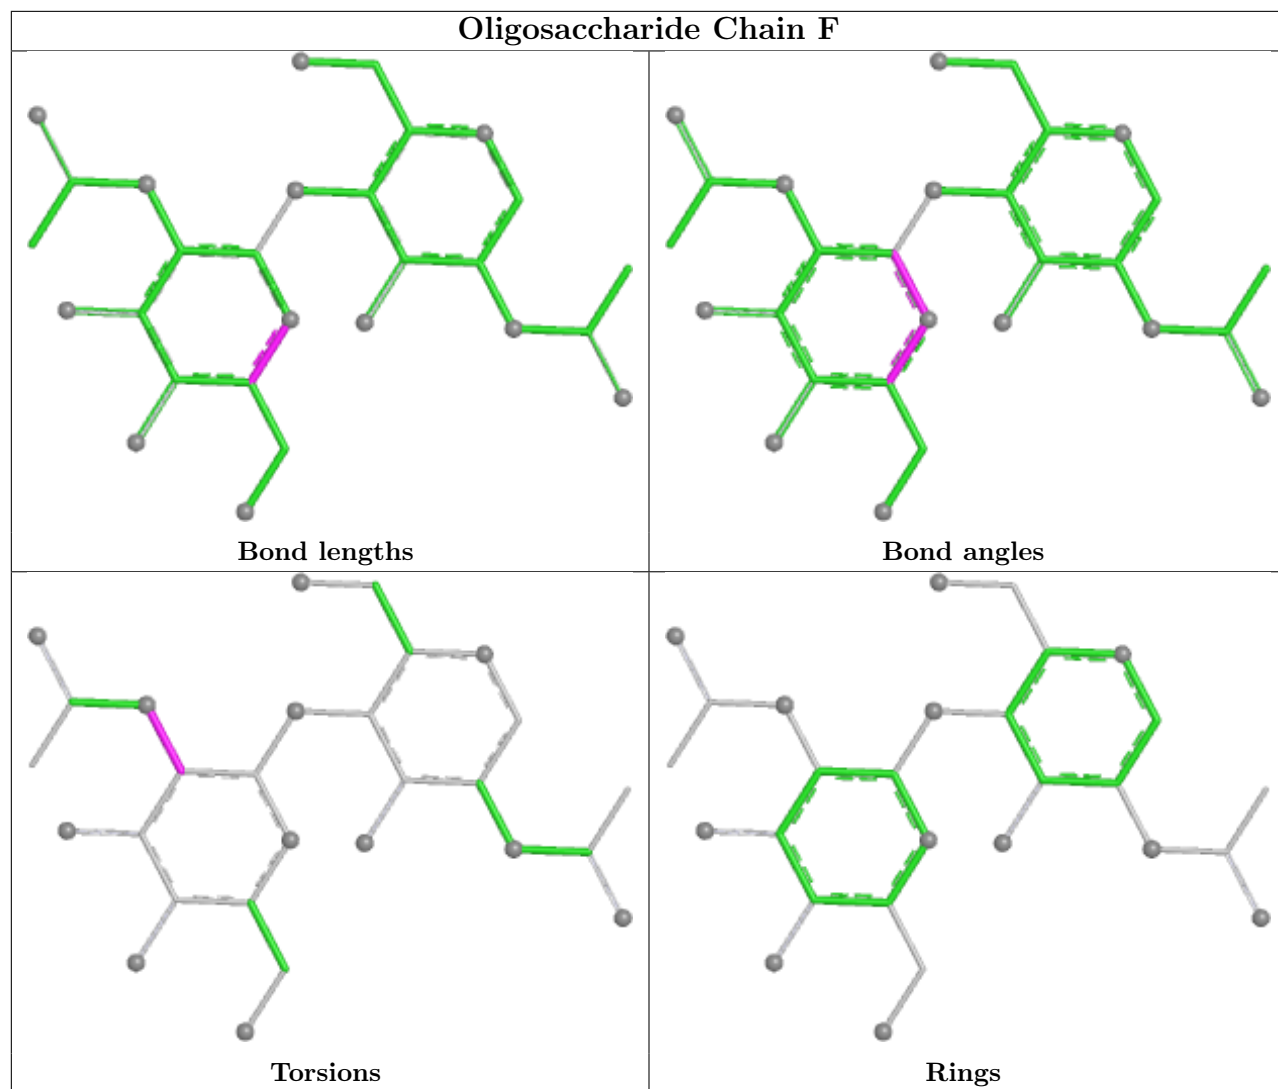 Oligosaccharide Chain F
Bond lengths
Bond angles
Torsions
Rings